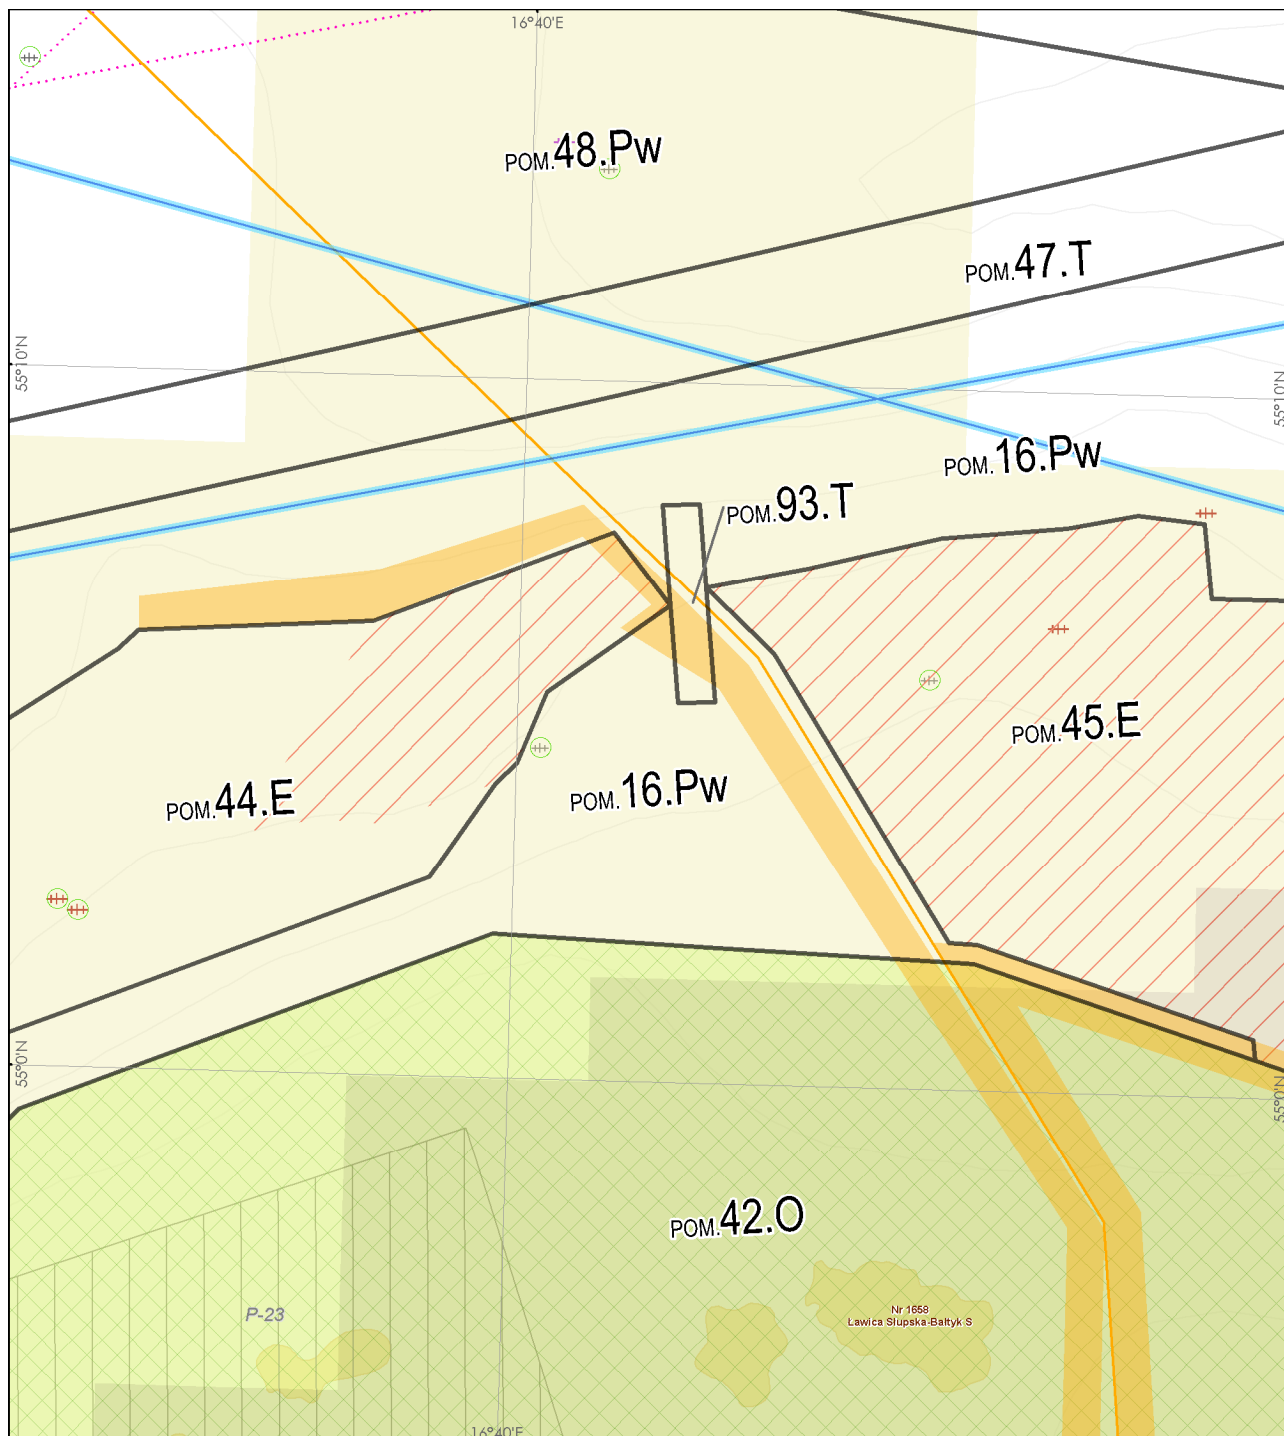 16°40'E
POM.48.Pw
POM.47.T
55°10'N
55°10'N
POM.16.Pw
POM.93.T
POM.45.E
POM.44.E
POM.16.Pw
55°0'N
55°0'N
POM.42.O
P-23
Nr 1658
Ławica Słupska-Bałtyk S
16°40'E